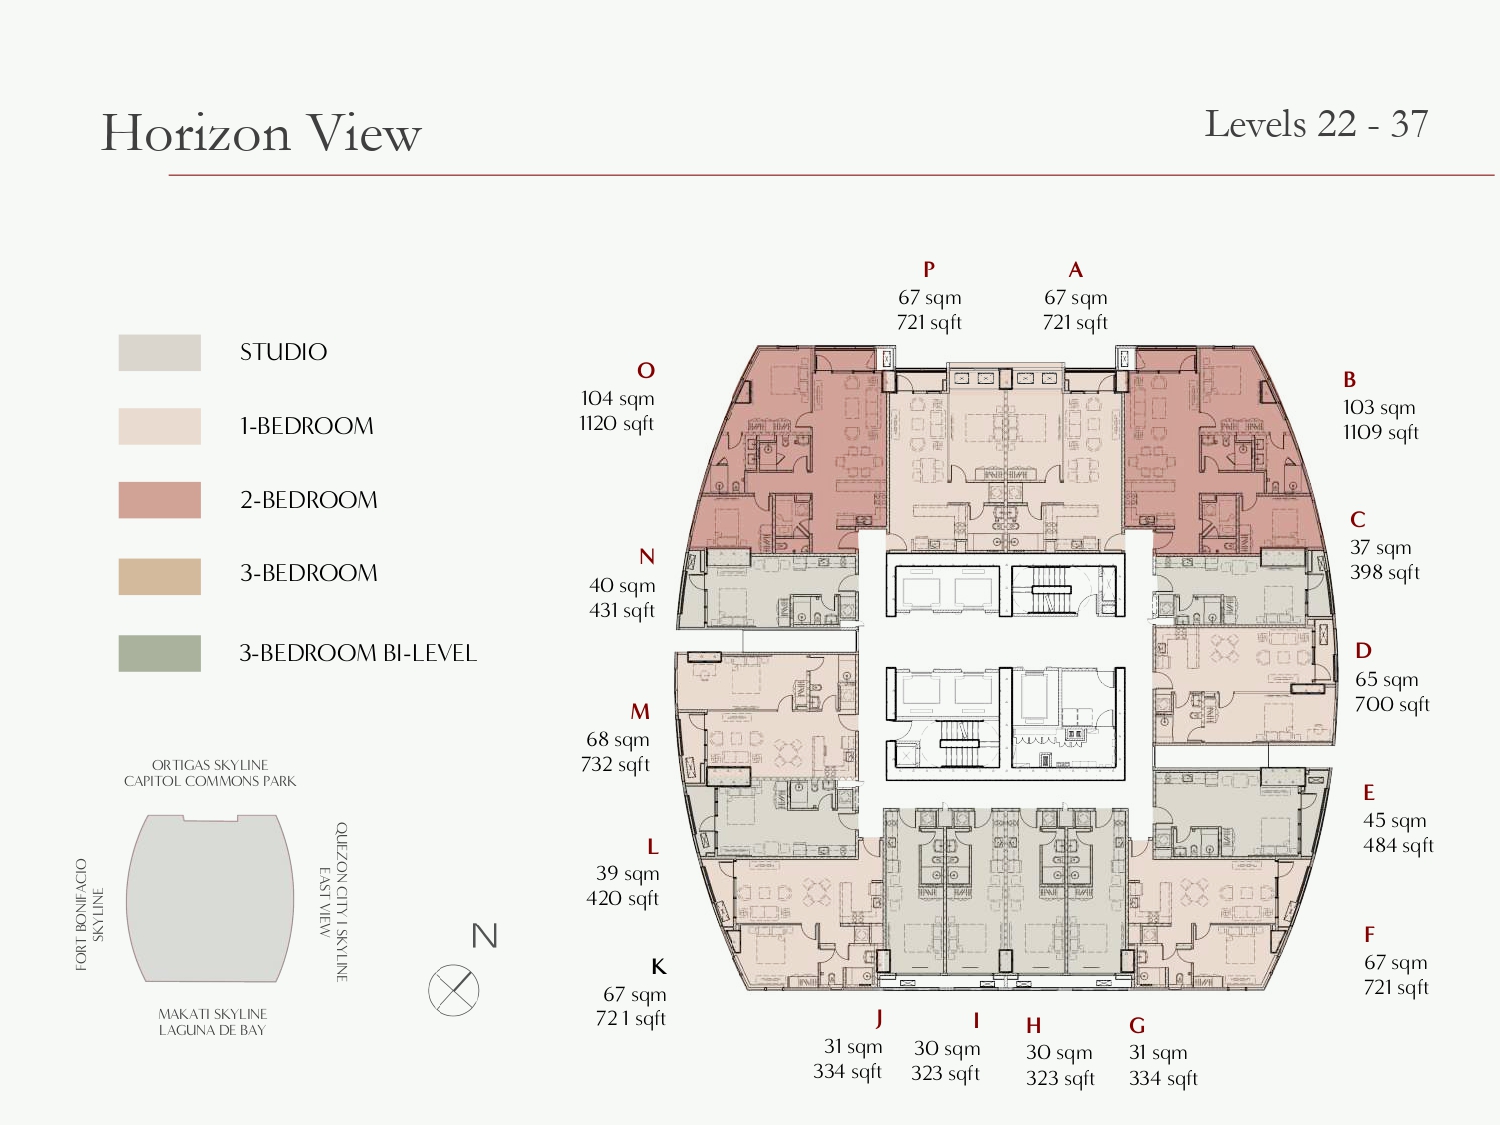 Horizon View
Levels 22 - 37
STUDIO
1-BEDROOM
2-BEDROOM
3-BEDROOM
3-BEDROOM BI-LEVEL
P
67 sqm
721 sqft
A
67 sqm
721 sqft
O
104 sqm
1120 sqft
B
103 sqm
1109 sqft
N
40 sqm
431 sqft
C
37 sqm
398 sqft
M
68 sqm
732 sqft
D
65 sqm
700 sqft
L
39 sqm
420 sqft
E
45 sqm
484 sqft
K
67 sqm
721 sqft
F
67 sqm
721 sqft
J
31 sqm
334 sqft
I
30 sqm
323 sqft
H
30 sqm
323 sqft
G
31 sqm
334 sqft
ORTIGAS SKYLINE
CAPITOL COMMONS PARK
FORT BONIFACIO
SKYLINE
QUEZON CITY I SKYLINE
EAST VIEW
MAKATI SKYLINE
LAGUNA DE BAY
N